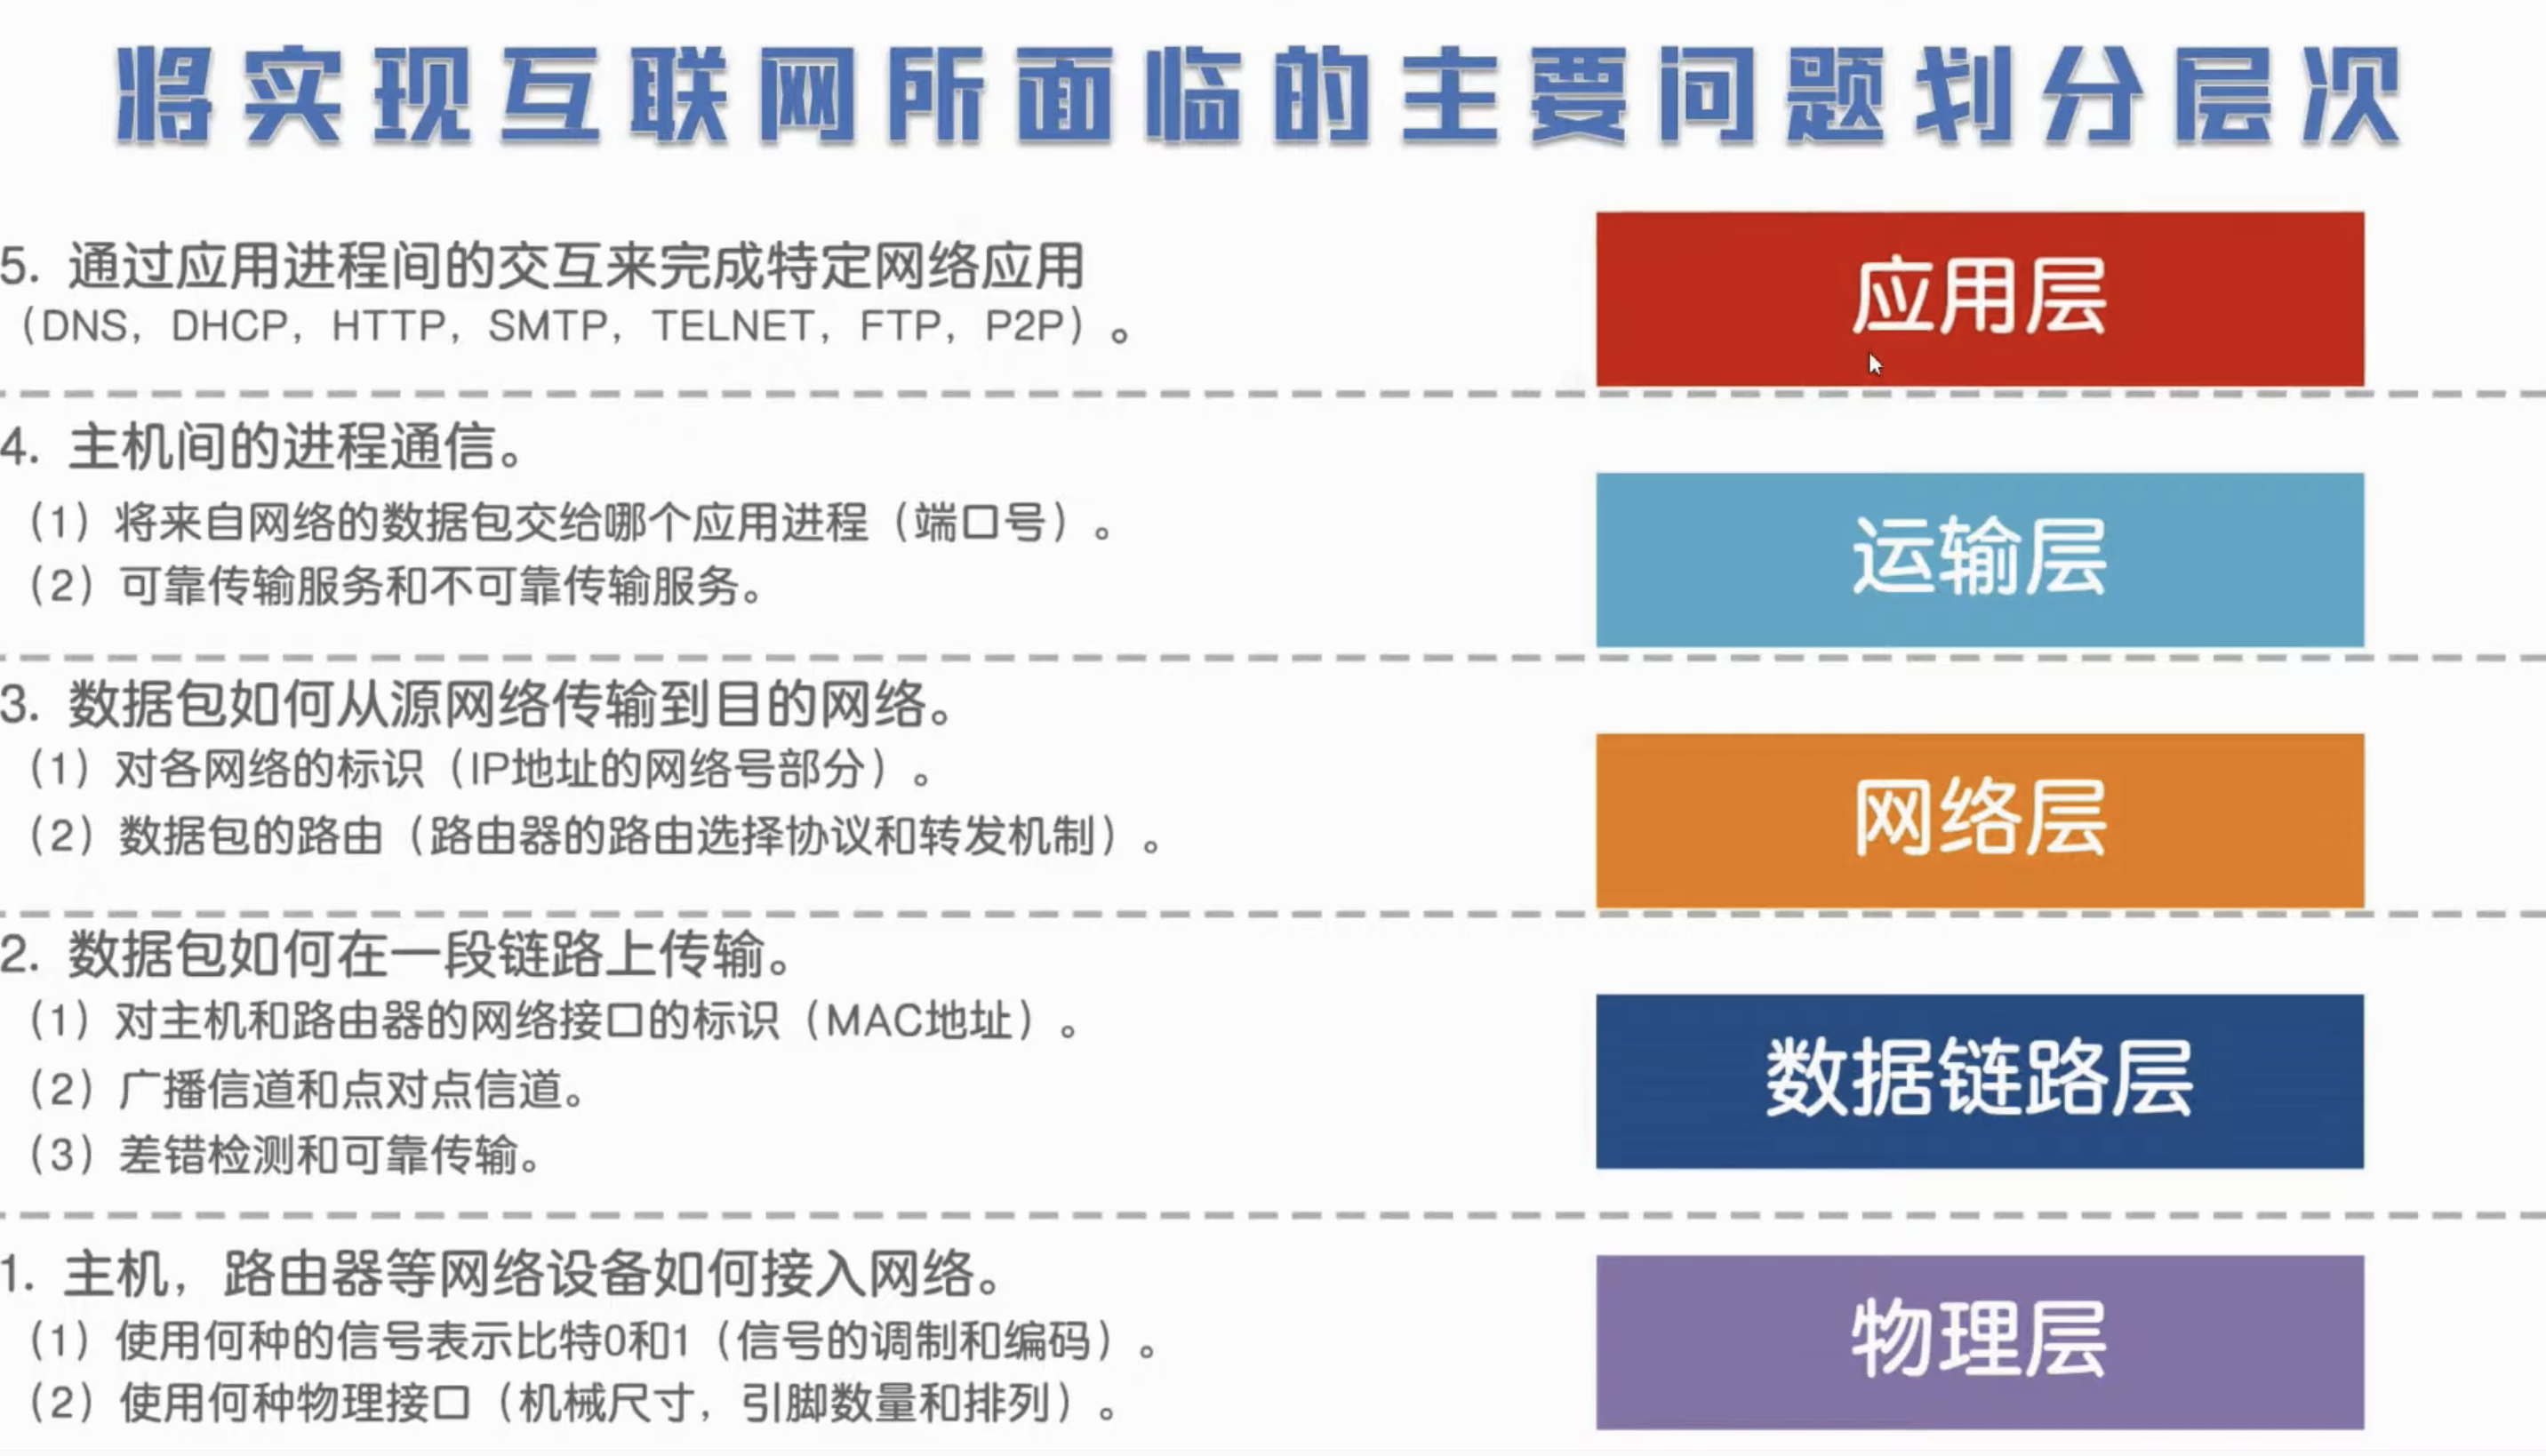 将实现互联网所面临的主要问题划分层次
5. 通过应用进程间的交互来完成特定网络应用
（DNS，DHCP，HTTP，SMTP，TELNET，FTP，P2P）。
应用层
4. 主机间的进程通信。
（1）将来自网络的数据包交给哪个应用进程（端口号）。
（2）可靠传输服务和不可靠传输服务。
运输层
3. 数据包如何从源网络传输到目的网络。
（1）对各网络的标识（IP地址的网络号部分）。
（2）数据包的路由（路由器的路由选择协议和转发机制）。
网络层
2. 数据包如何在一段链路上传输。
（1）对主机和路由器的网络接口的标识（MAC地址）。
（2）广播信道和点对点信道。
（3）差错检测和可靠传输。
数据链路层
1. 主机，路由器等网络设备如何接入网络。
（1）使用何种的信号表示比特0和1（信号的调制和编码）。
（2）使用何种物理接口（机械尺寸，引脚数量和排列）。
物理层